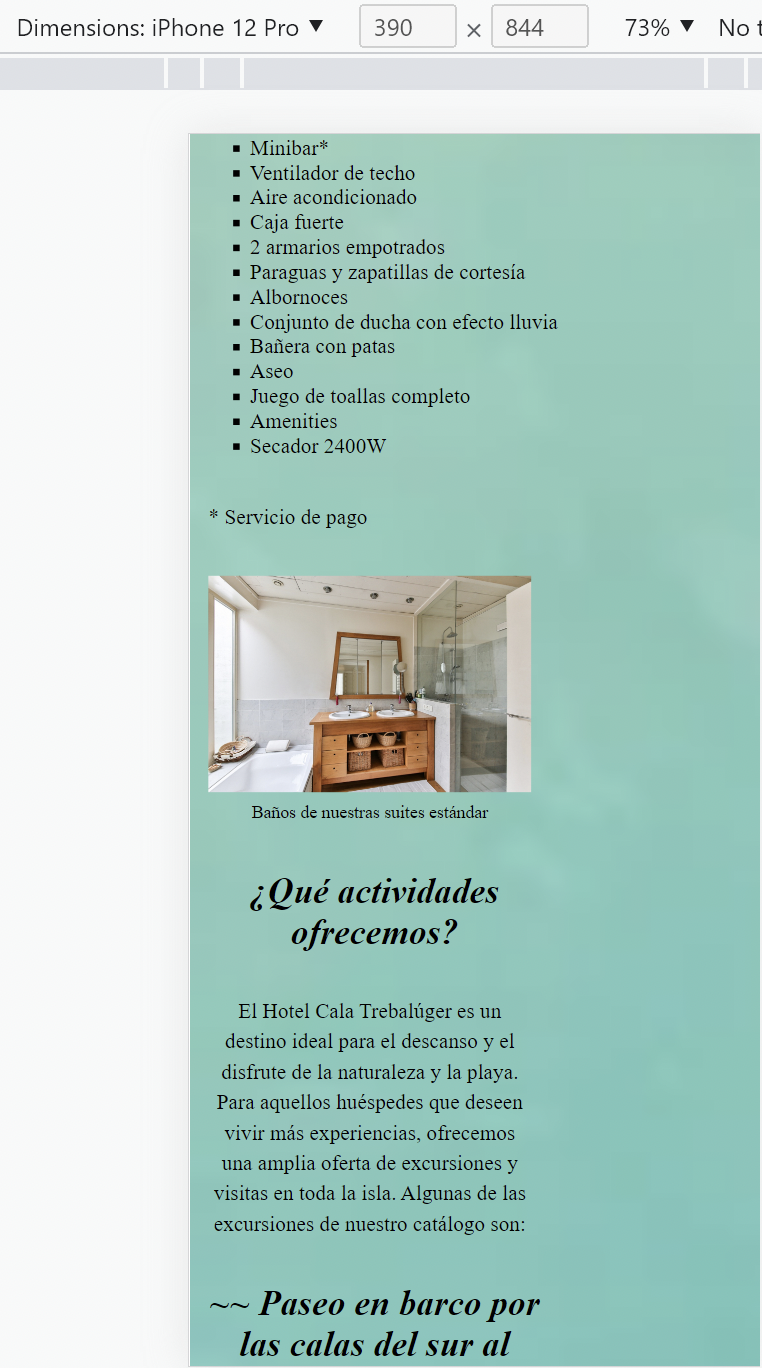 Dimensions: iPhone 12 Pro ▼ 390 × 844 73% ▼ No t
Minibar*
Ventilador de techo
Aire acondicionado
Caja fuerte
2 armarios empotrados
Paraguas y zapatillas de cortesía
Albornoces
Conjunto de ducha con efecto lluvia
Bañera con patas
Aseo
Juego de toallas completo
Amenities
Secador 2400W
* Servicio de pago
Baños de nuestras suites estándar
¿Qué actividades
ofrecemos?
El Hotel Cala Trebalúger es un
destino ideal para el descanso y el
disfrute de la naturaleza y la playa.
Para aquellos huéspedes que deseen
vivir más experiencias, ofrecemos
una amplia oferta de excursiones y
visitas en toda la isla. Algunas de las
excursiones de nuestro catálogo son:
~~ Paseo en barco por
las calas del sur al